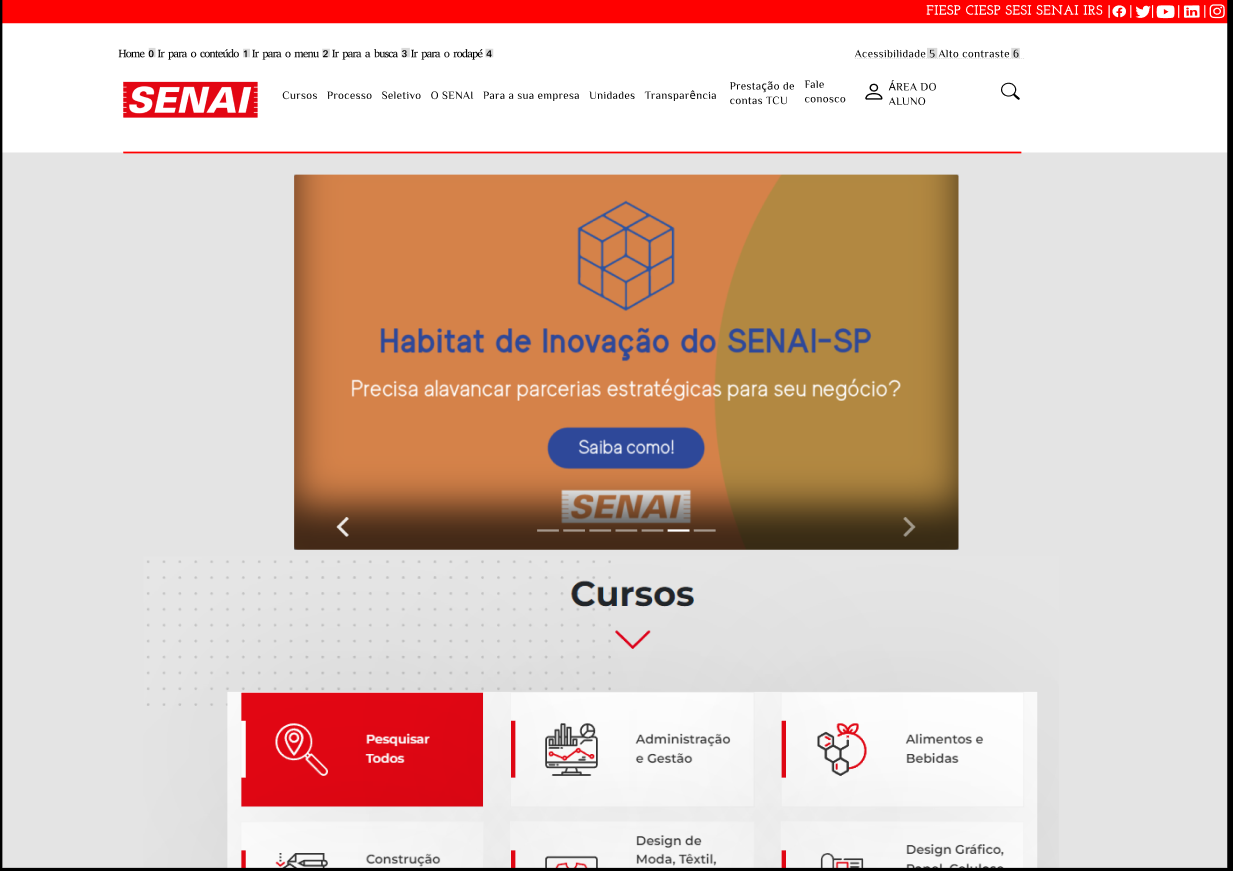 FIESP CIESP SESI SENAI IRS | | | | |
Home 0 Ir para o conteúdo 1 Ir para o menu 2 Ir para a busca 3 Ir para o rodapé 4
Acessibilidade 5 Alto contraste 6
SENAI
Cursos Processo Seletivo O SENAI Para a sua empresa Unidades Transparência
Prestação de
contas TCU
Fale
conosco
ÁREA DO
ALUNO
Habitat de Inovação do SENAI-SP
Precisa alavancar parcerias estratégicas para seu negócio?
Saiba como!
SENAI
Cursos
Pesquisar
Todos
Administração
e Gestão
Alimentos e
Bebidas
Construção
Design de
Moda, Têxtil,
Design Gráfico,
Papel, Celulose